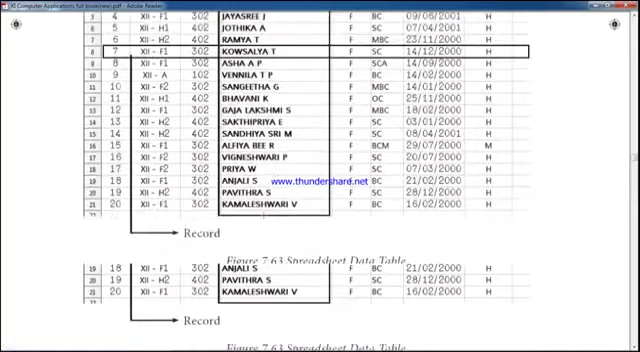 XI Computer Applications full book(new).pdf - Adobe Reader
5 4 XII - F1 302 JAYASREE J F BC 09/06/2001 H
6 5 XII - H1 402 JOTHIKA A F SC 07/04/2001 H
7 6 XII - H2 402 RAMYA T F MBC 23/11/2000 H
8 7 XII - F1 302 KOWSALYA T F SC 14/12/2000 H
9 8 XII - F1 302 ASHA A P F SCA 14/09/2000 H
10 9 XII - A 102 VENNILA T P F BC 14/02/2000 H
11 10 XII - F2 302 SANGEETHA G F MBC 14/01/2000 H
12 11 XII - H1 402 BHAVANI K F OC 25/11/2000 H
13 12 XII - F1 302 GAJA LAKSHMI S F MBC 18/02/2000 H
14 13 XII - H2 402 SAKTHIPRIYA E F SC 03/01/2000 H
15 14 XII - H2 402 SANDHIYA SRI M F SC 08/04/2001 H
16 15 XII - F1 302 ALFIYA BEE R F BCM 29/07/2000 M
17 16 XII - F2 302 VIGNESHWARI P F SC 20/07/2000 H
18 17 XII - F2 302 PRIYA W F SC 07/03/2000 H
19 18 XII - F1 302 ANJALI S F BC 21/02/2000 H
www.thundershare.net
20 19 XII - H2 402 PAVITHRA S F SC 28/12/2000 H
21 20 XII - F1 302 KAMALESHWARI V F BC 16/02/2000 H
22
Record
Figure 7.63 Spreadsheet Data Table
19 18 XII - F1 302 ANJALI S F BC 21/02/2000 H
20 19 XII - H2 402 PAVITHRA S F SC 28/12/2000 H
21 20 XII - F1 302 KAMALESHWARI V F BC 16/02/2000 H
22
Record
Figure 7.63 Spreadsheet Data Table